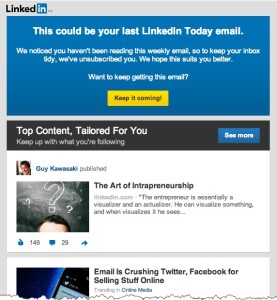 LinkedIn
This could be your last LinkedIn Today email.
We noticed you haven't been reading this weekly email, so to keep your inbox
tidy, we've unsubscribed you. We hope this suits you better.
Want to keep getting this email?
Keep it coming!
Top Content, Tailored For You
Keep up with what you're following
See more
Guy Kawasaki published
The Art of Intrapreneurship
linkedin.com · "The entrepreneur is essentially a
visualizer and an actualizer. He can visualize something,
and when visualizes it he sees...
149 29
Email Is Crushing Twitter, Facebook for
Selling Stuff Online
Trending in Online Media